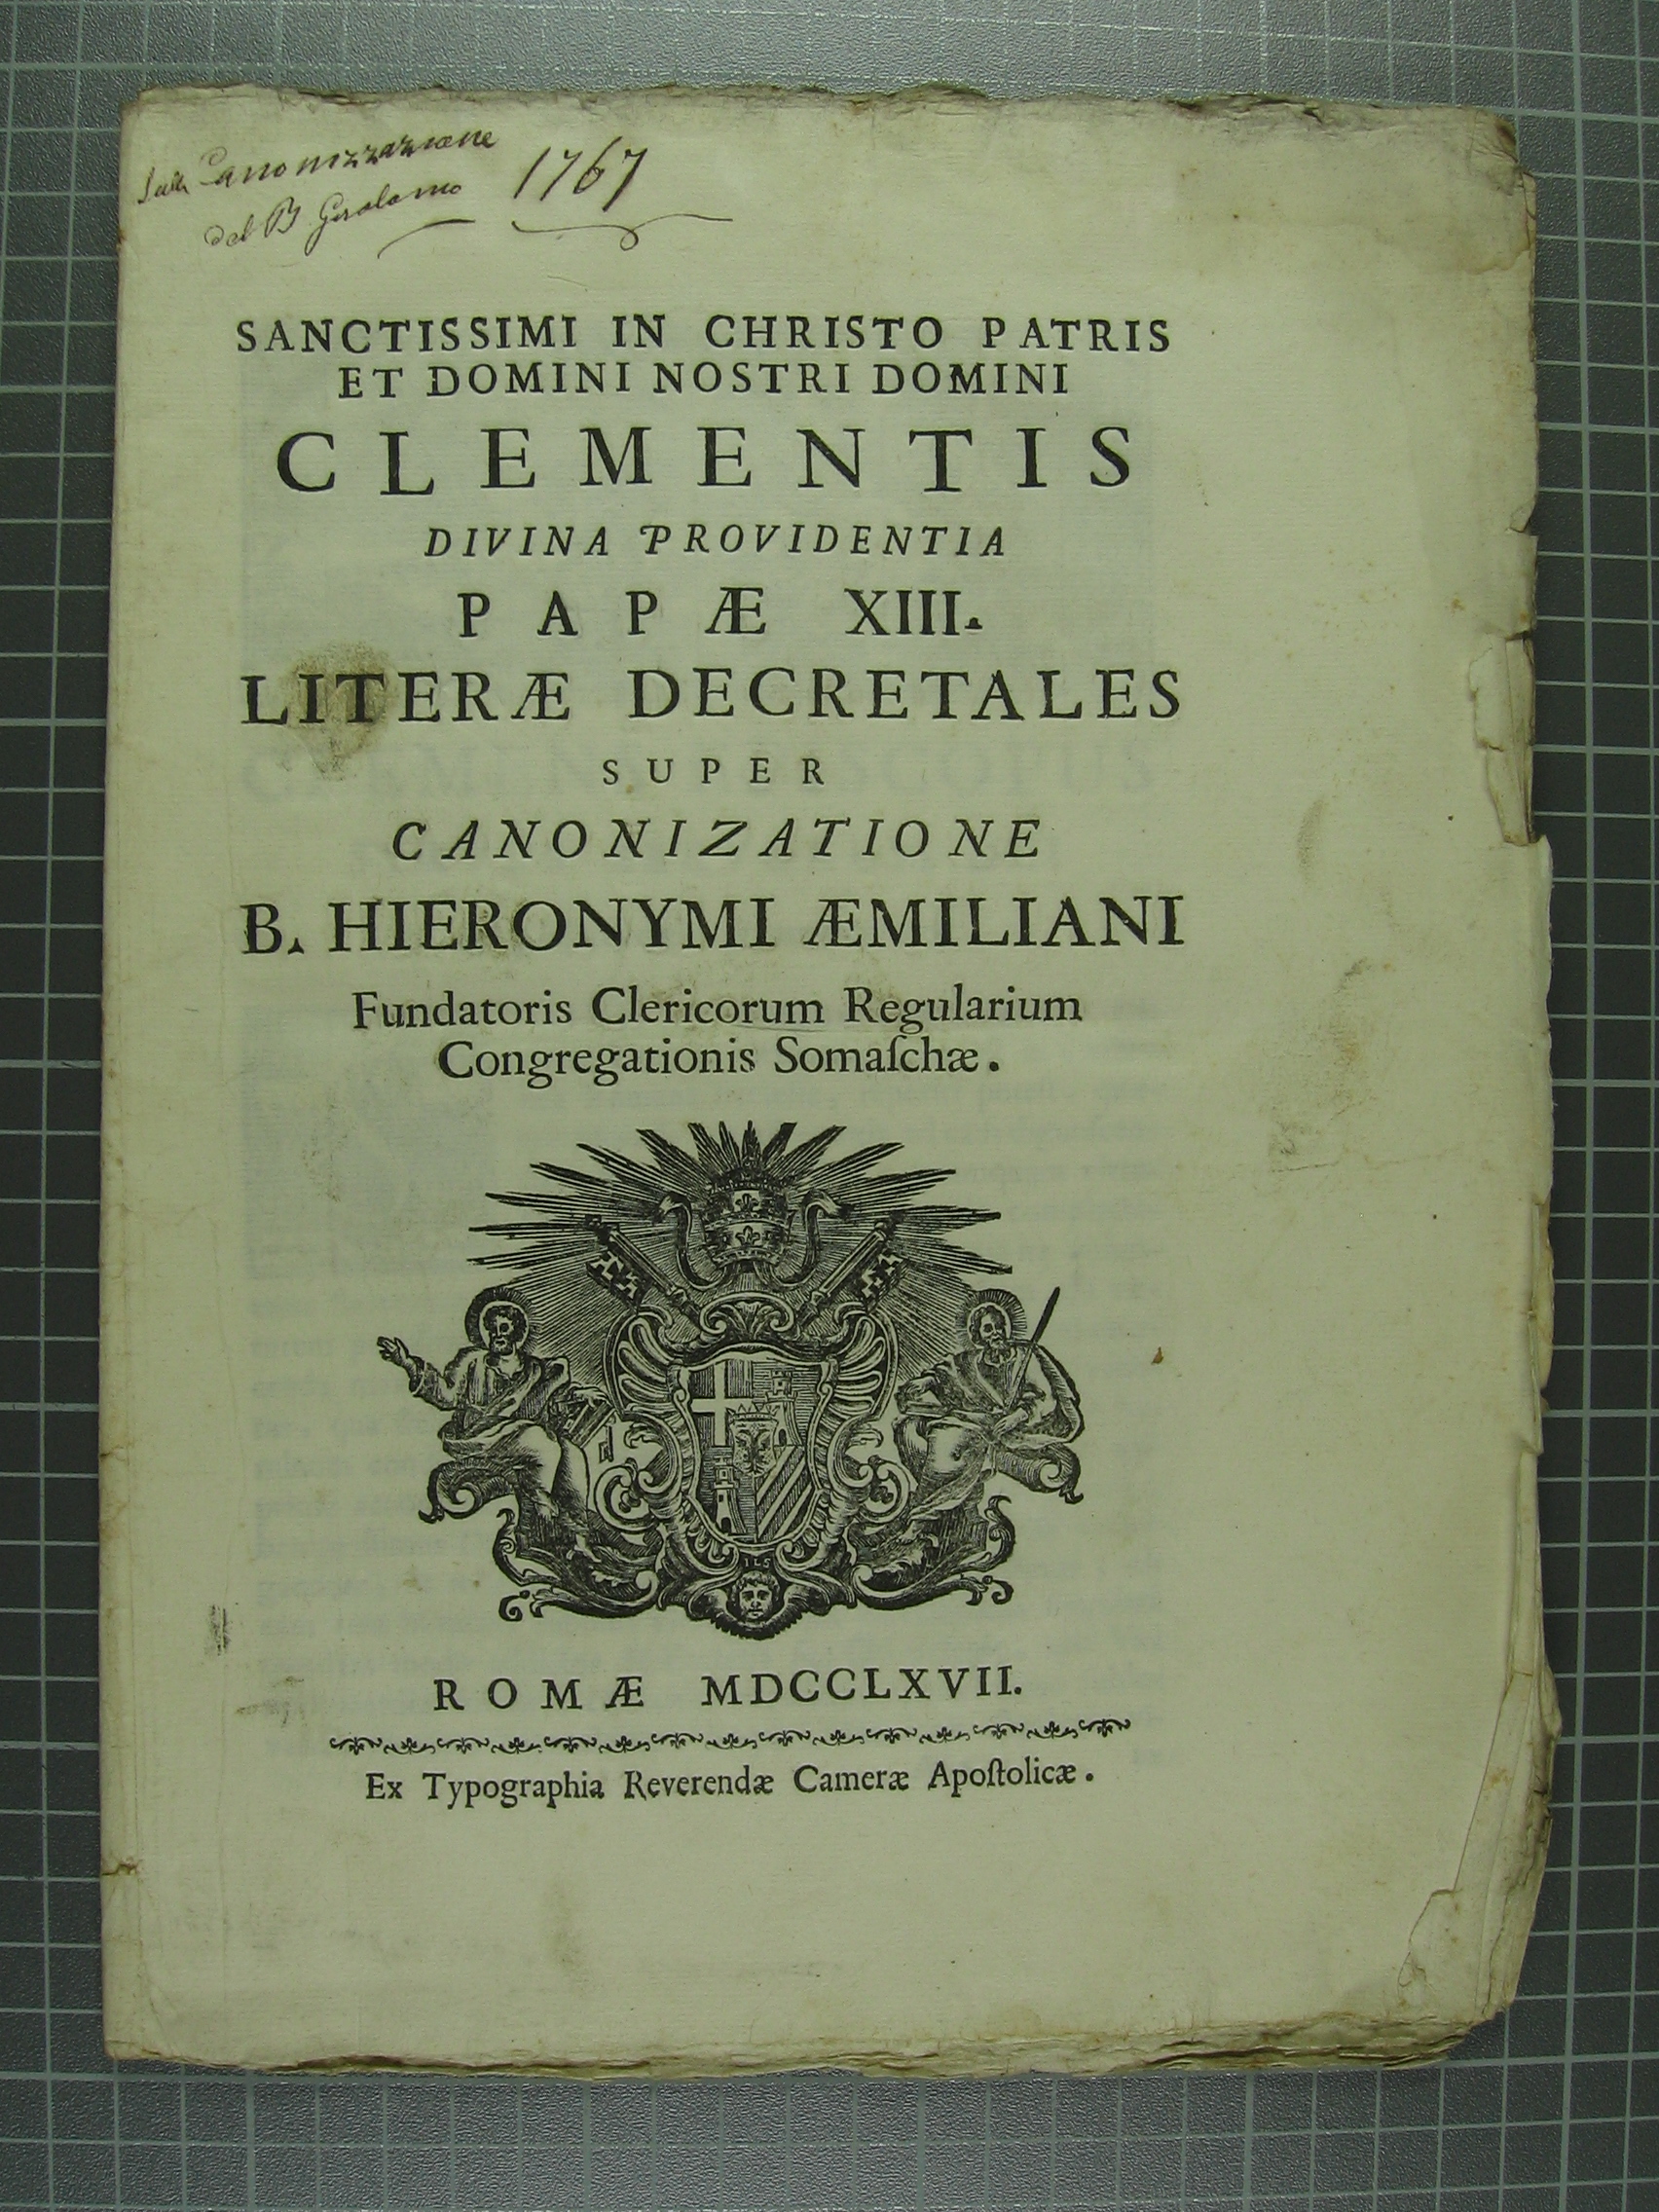 Sulla Canonizzazione 1767
del B Girolamo
SANCTISSIMI IN CHRISTO PATRIS
ET DOMINI NOSTRI DOMINI
CLEMENTIS
DIVINA PROVIDENTIA
PAPÆ XIII.
LITERÆ DECRETALES
SUPER
CANONIZATIONE
B. HIERONYMI ÆMILIANI
Fundatoris Clericorum Regularium
Congregationis Somaſchæ.
ROMÆ MDCCLXVII.
Ex Typographia Reverendæ Cameræ Apoſtolicæ.